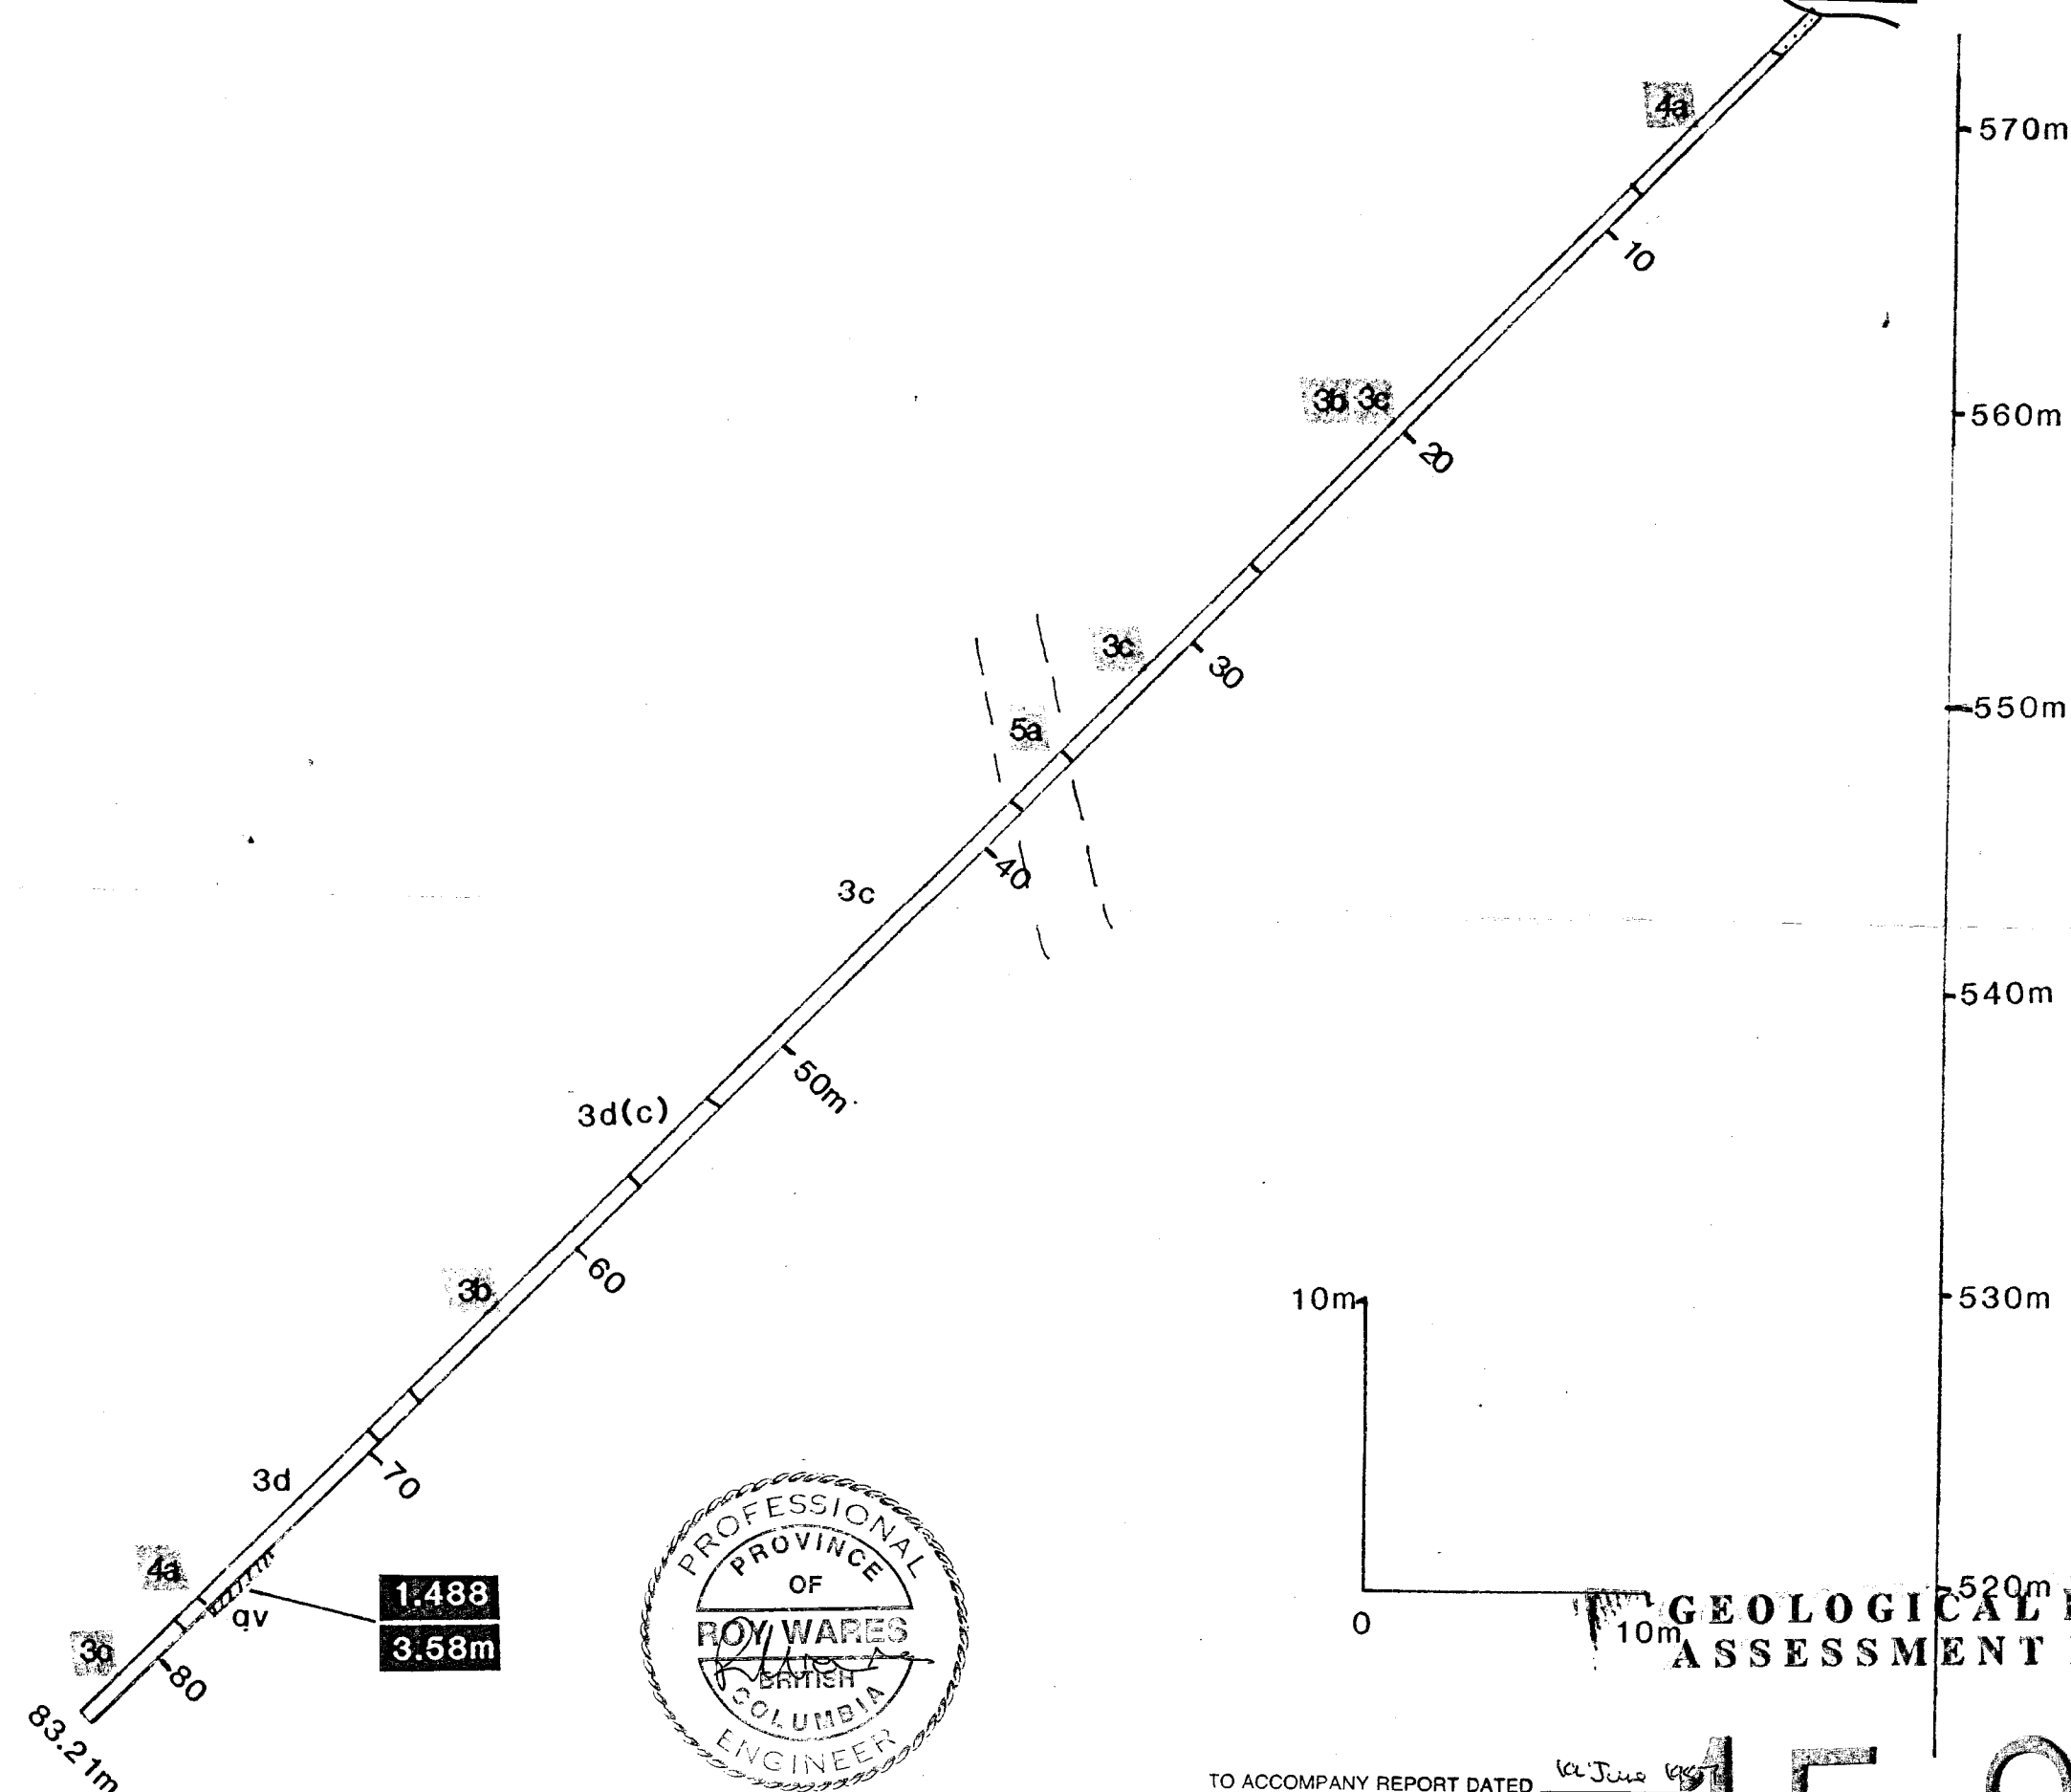 4a
570m
10
3b 3c
560m
20
3c
30
5a
550m
40
3c
540m
50m
3d(c)
60
3b
10m
530m
70
3d
4a
qv
1.488
3.58m
80
83.21m
PROFESSIONAL
PROVINCE
OF
ROY WARES
BRITISH
COLUMBIA
ENGINEER
0
10m
520m
GEOLOGICAL
ASSESSMENT
TO ACCOMPANY REPORT DATED